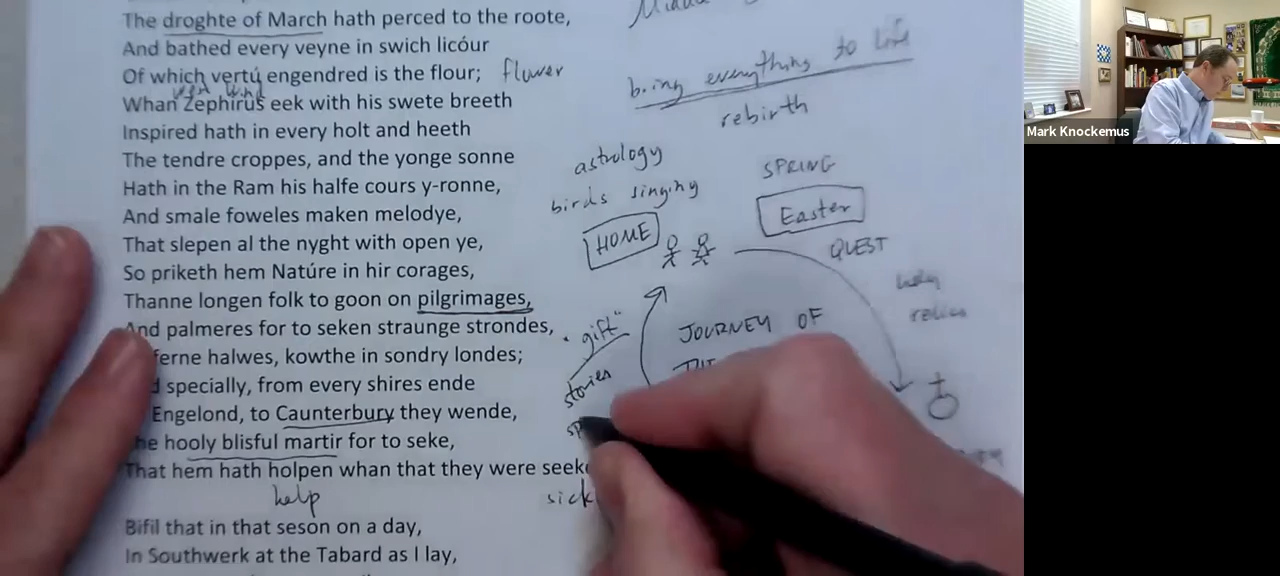 The droghte of March hath perced to the roote,
And bathed every veyne in swich licóur
Of which vertú engendred is the flour; flower
west wind
Whan Zephirus eek with his swete breeth
bring everything to life
rebirth
Inspired hath in every holt and heeth
The tendre croppes, and the yonge sonne
astrology
SPRING
Hath in the Ram his halfe cours y-ronne,
birds singing
And smale foweles maken melodye,
HOME
Easter
That slepen al the nyght with open ye,
QUEST
So priketh hem Natúre in hir corages,
holy
relics
Thanne longen folk to goon on pilgrimages,
And palmeres for to seken straunge strondes,
"gift"
JOURNEY OF
ferne halwes, kowthe in sondry londes;
stories
specially, from every shires ende
Engelond, to Caunterbury they wende,
hooly blisful martir for to seke,
That hem hath holpen whan that they were
help
sick
Bifil that in that seson on a day,
In Southwerk at the Tabard as I lay,
Mark Knockemus